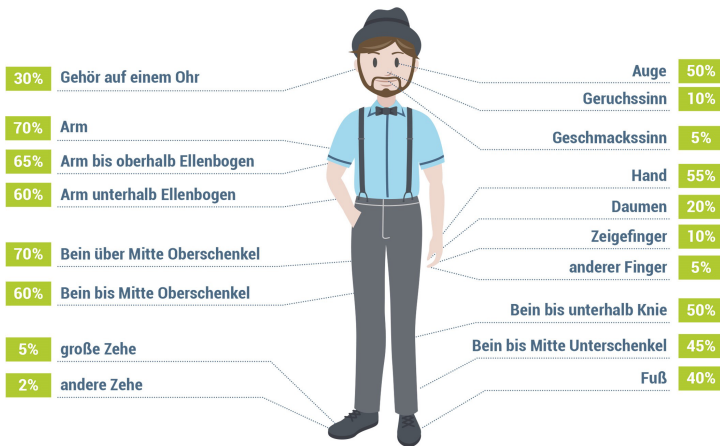 30% Gehör auf einem Ohr
70% Arm
65% Arm bis oberhalb Ellenbogen
60% Arm unterhalb Ellenbogen
70% Bein über Mitte Oberschenkel
60% Bein bis Mitte Oberschenkel
5% große Zehe
2% andere Zehe
Auge 50%
Geruchssinn 10%
Geschmackssinn 5%
Hand 55%
Daumen 20%
Zeigefinger 10%
anderer Finger 5%
Bein bis unterhalb Knie 50%
Bein bis Mitte Unterschenkel 45%
Fuß 40%